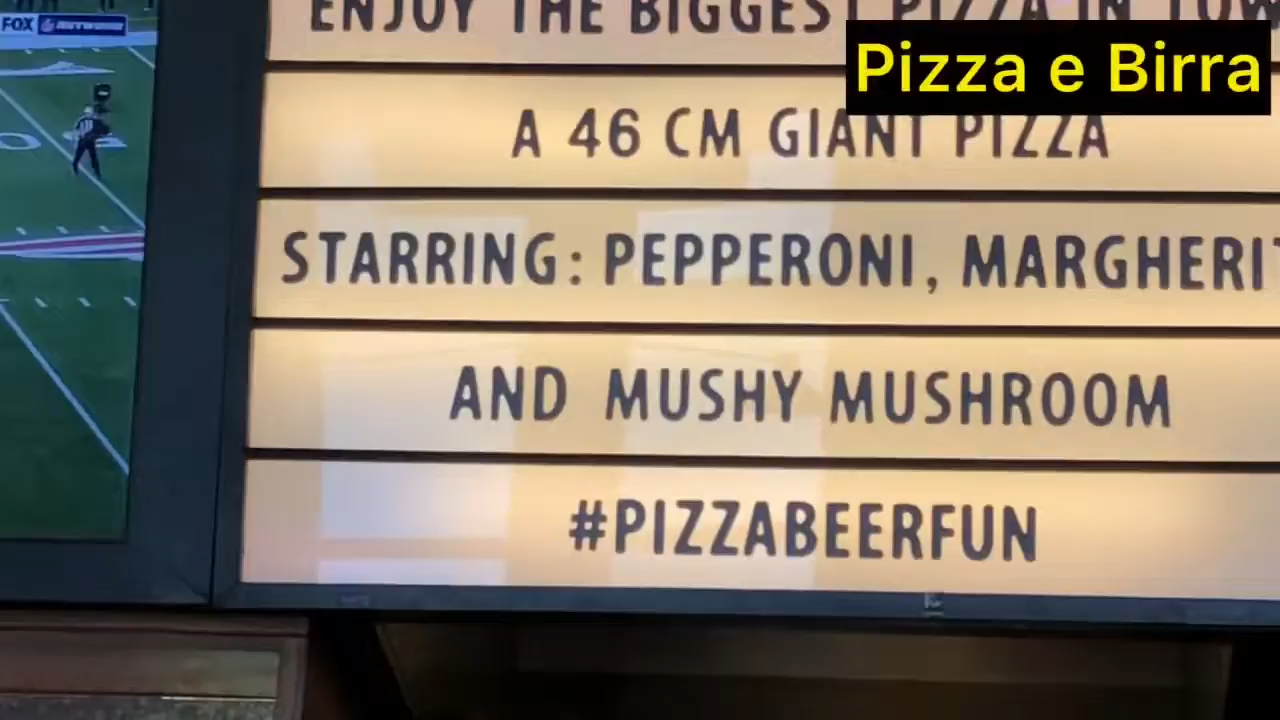 FOX
ENJOY THE BIGGEST PIZZA IN TOW
Pizza e Birra
A 46 CM GIANT PIZZA
STARRING: PEPPERONI, MARGHERIT
AND MUSHY MUSHROOM
#PIZZABEERFUN